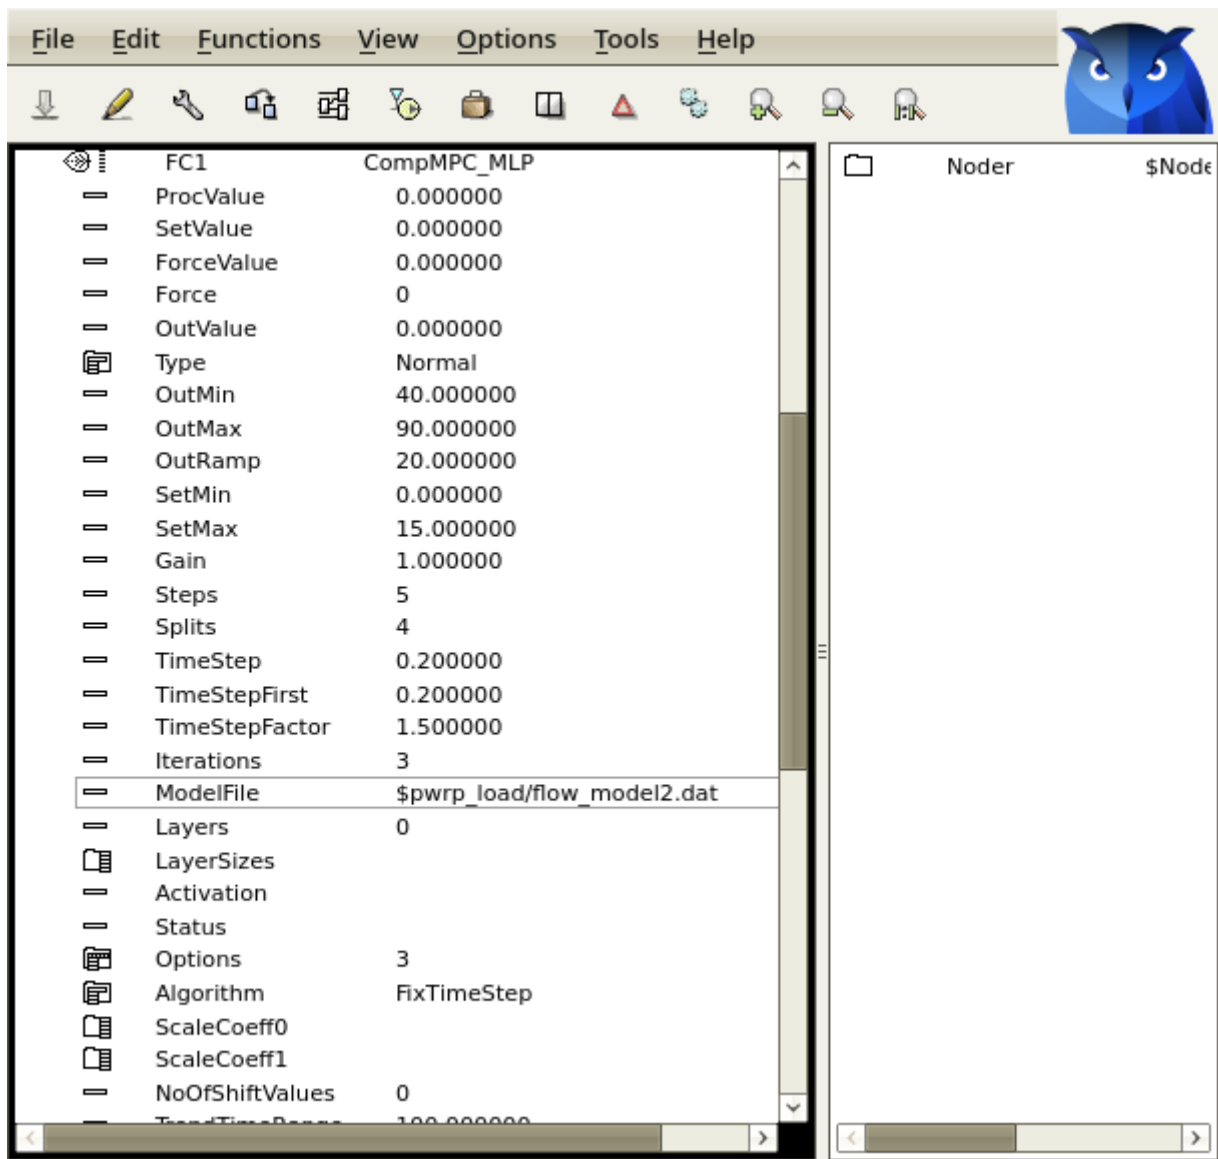 File Edit Functions View Options Tools Help
FC1 CompMPC_MLP
ProcValue 0.000000
SetValue 0.000000
ForceValue 0.000000
Force 0
OutValue 0.000000
Type Normal
OutMin 40.000000
OutMax 90.000000
OutRamp 20.000000
SetMin 0.000000
SetMax 15.000000
Gain 1.000000
Steps 5
Splits 4
TimeStep 0.200000
TimeStepFirst 0.200000
TimeStepFactor 1.500000
Iterations 3
ModelFile $pwrp_load/flow_model2.dat
Layers 0
LayerSizes
Activation
Status
Options 3
Algorithm FixTimeStep
ScaleCoeff0
ScaleCoeff1
NoOfShiftValues 0
TrendTimeRange 100.000000
Noder $Node